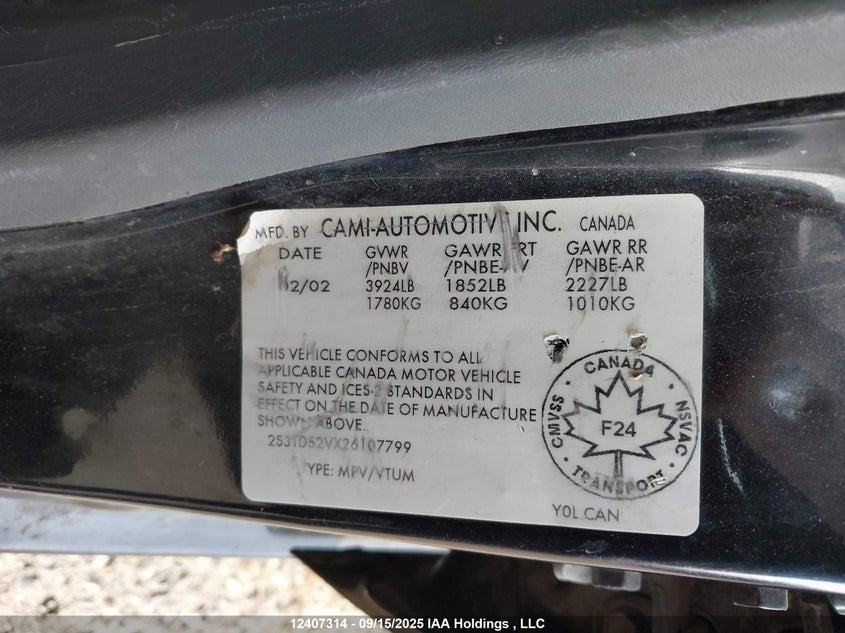 MFD. BY CAMI-AUTOMOTIV INC. CANADA
DATE GVWR GAWR FRT GAWR RR
/PNBV /PNBE-AV /PNBE-AR
2/02 3924LB 1852LB 2227LB
1780KG 840KG 1010KG
THIS VEHICLE CONFORMS TO ALL
APPLICABLE CANADA MOTOR VEHICLE
SAFETY AND ICES-2 STANDARDS IN
EFFECT ON THE DATE OF MANUFACTURE
SHOWN ABOVE.
2S3TD52VX26107799
TYPE: MPV/VTUM
CANADA
CMVSS NSVAC
F24
TRANSPORT
Y0L CAN
12407314 - 09/15/2025 IAA Holdings , LLC